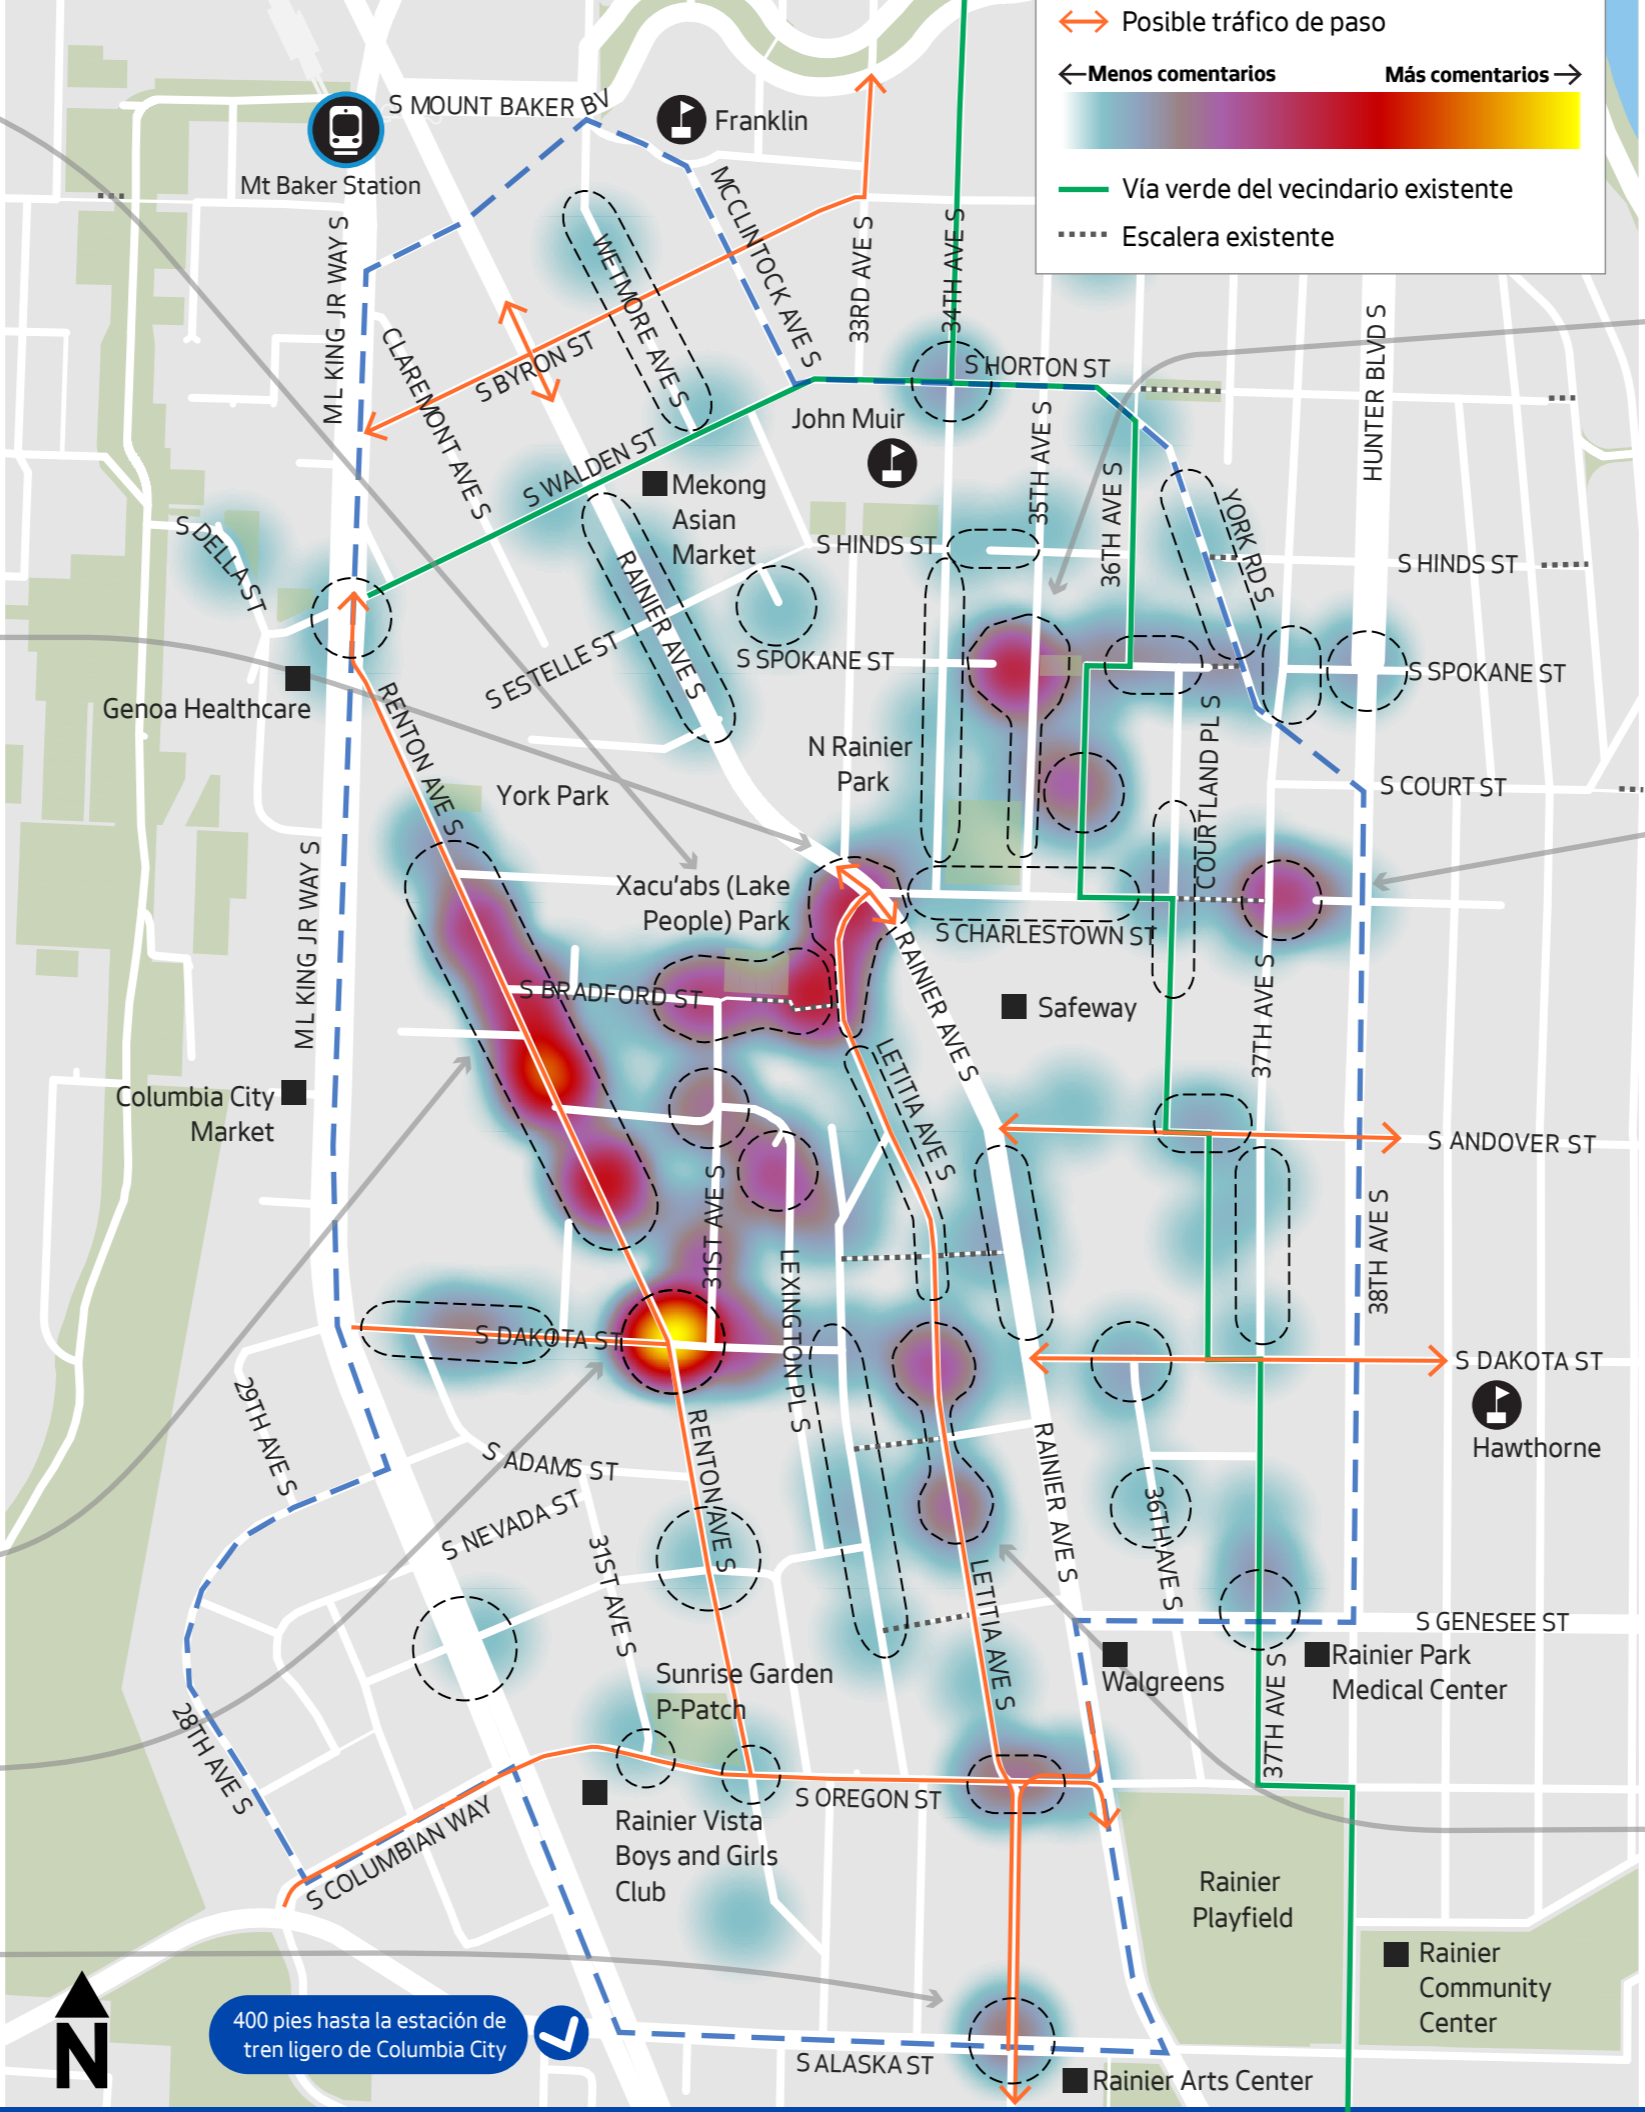 Posible tráfico de paso
←Menos comentarios
Más comentarios→
Vía verde del vecindario existente
Escalera existente
S MOUNT BAKER BV
Franklin
Mt Baker Station
ML KING JR WAY S
MCCLINTOCK AVE S
33RD AVE S
34TH AVE S
WETMORE AVE S
CLAREMONT AVE S
S BYRON ST
S HORTON ST
HUNTER BLVD S
John Muir
35TH AVE S
36TH AVE S
S WALDEN ST
Mekong
Asian
Market
YORK RD S
S DELLA ST
S HINDS ST
S HINDS ST
RAINIER AVE S
S ESTELLE ST
S SPOKANE ST
S SPOKANE ST
Genoa Healthcare
RENTON AVE S
N Rainier
Park
COURTLAND PL S
S COURT ST
York Park
ML KING JR WAY S
Xacu'abs (Lake
People) Park
S CHARLESTOWN ST
RAINIER AVE S
S BRADFORD ST
Safeway
37TH AVE S
LETITIA AVE S
Columbia City
Market
S ANDOVER ST
31ST AVE S
38TH AVE S
LEXINGTON PL S
S DAKOTA ST
S DAKOTA ST
Hawthorne
29TH AVE S
RENTON AVE S
RAINIER AVE S
S ADAMS ST
S NEVADA ST
31ST AVE S
36TH AVE S
LETITIA AVE S
S GENESEE ST
Sunrise Garden
P-Patch
Walgreens
Rainier Park
Medical Center
37TH AVE S
28TH AVE S
S OREGON ST
Rainier Vista
Boys and Girls
Club
S COLUMBIAN WAY
Rainier
Playfield
Rainier
Community
Center
N
400 pies hasta la estación de
tren ligero de Columbia City
S ALASKA ST
Rainier Arts Center